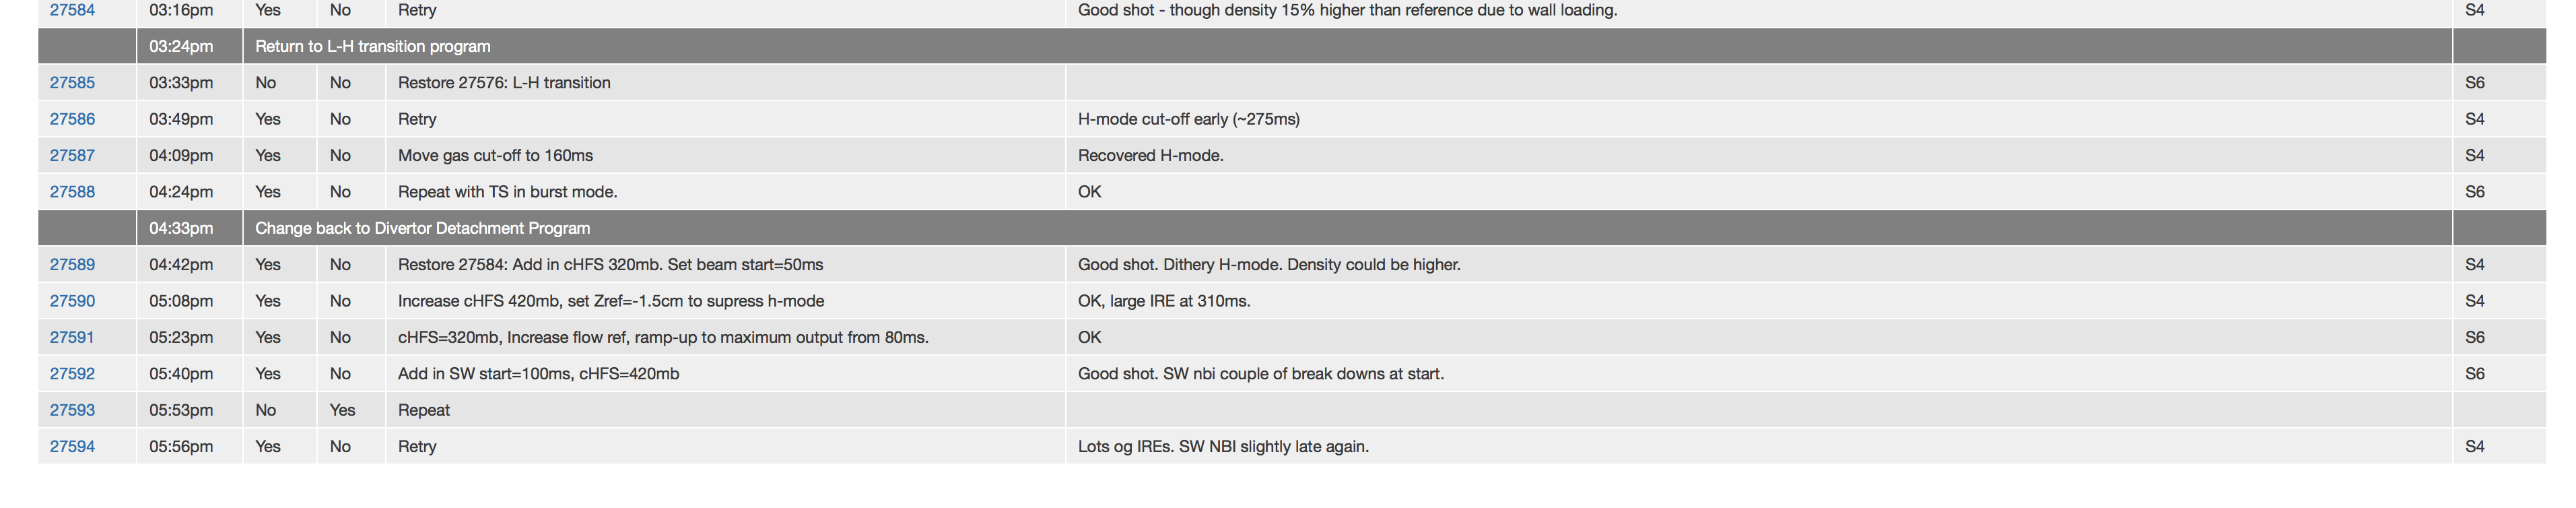 27584 03:16pm Yes No Retry Good shot - though density 15% higher than reference due to wall loading. S4
03:24pm Return to L-H transition program
27585 03:33pm No No Restore 27576: L-H transition S6
27586 03:49pm Yes No Retry H-mode cut-off early (~275ms) S4
27587 04:09pm Yes No Move gas cut-off to 160ms Recovered H-mode. S4
27588 04:24pm Yes No Repeat with TS in burst mode. OK S6
04:33pm Change back to Divertor Detachment Program
27589 04:42pm Yes No Restore 27584: Add in cHFS 320mb. Set beam start=50ms Good shot. Dithery H-mode. Density could be higher. S4
27590 05:08pm Yes No Increase cHFS 420mb, set Zref=-1.5cm to supress h-mode OK, large IRE at 310ms. S4
27591 05:23pm Yes No cHFS=320mb, Increase flow ref, ramp-up to maximum output from 80ms. OK S6
27592 05:40pm Yes No Add in SW start=100ms, cHFS=420mb Good shot. SW nbi couple of break downs at start. S6
27593 05:53pm No Yes Repeat
27594 05:56pm Yes No Retry Lots og IREs. SW NBI slightly late again. S4